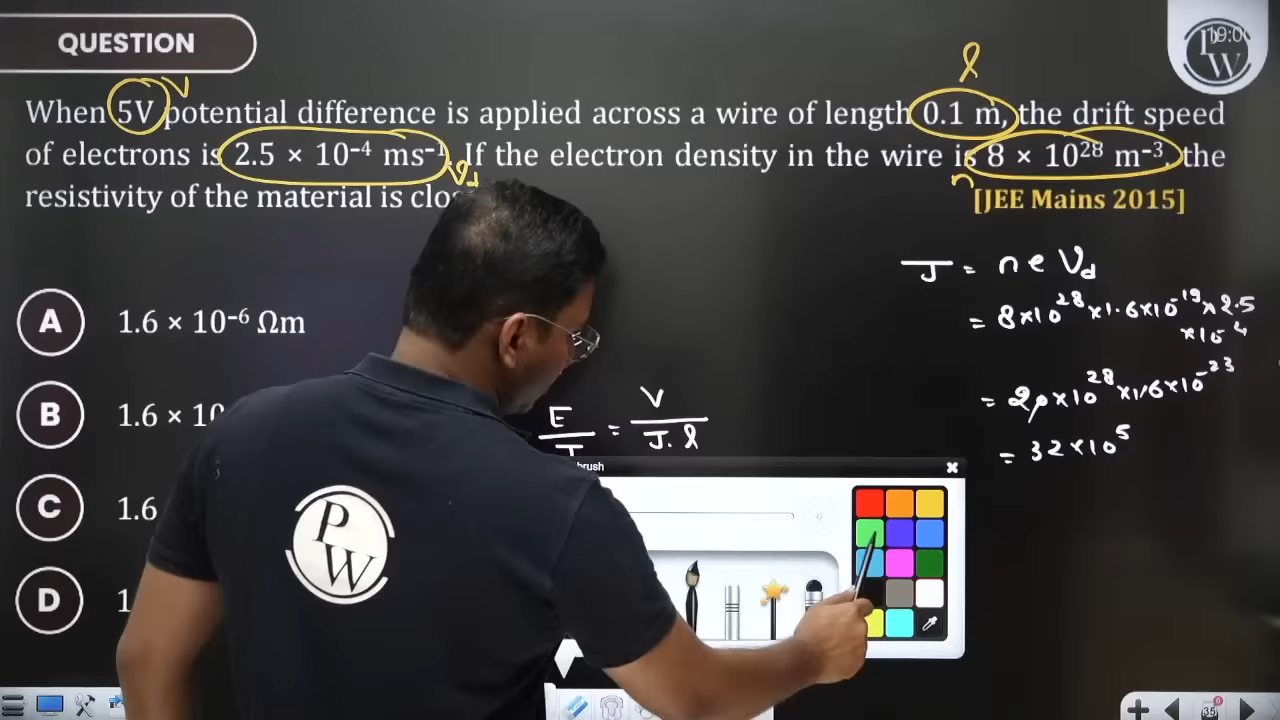 QUESTION
When 5V potential difference is applied across a wire of length 0.1 m, the drift speed
of electrons is 2.5 × 10⁻⁴ ms⁻¹. If the electron density in the wire is 8 × 10²⁸ m⁻³, the
resistivity of the material is
[JEE Mains 2015]
V
l
Vd
n
A 1.6 × 10⁻⁶ Ωm
B 1.6 ×
C 1.6
D
E/J = V/J.l
J = n e Vd
= 8×10²⁸×1.6×10⁻¹⁹×2.5
×10⁻⁴
= 20×10²⁸×1.6×10⁻²³
= 32×10⁵
brush
PW
PW
35